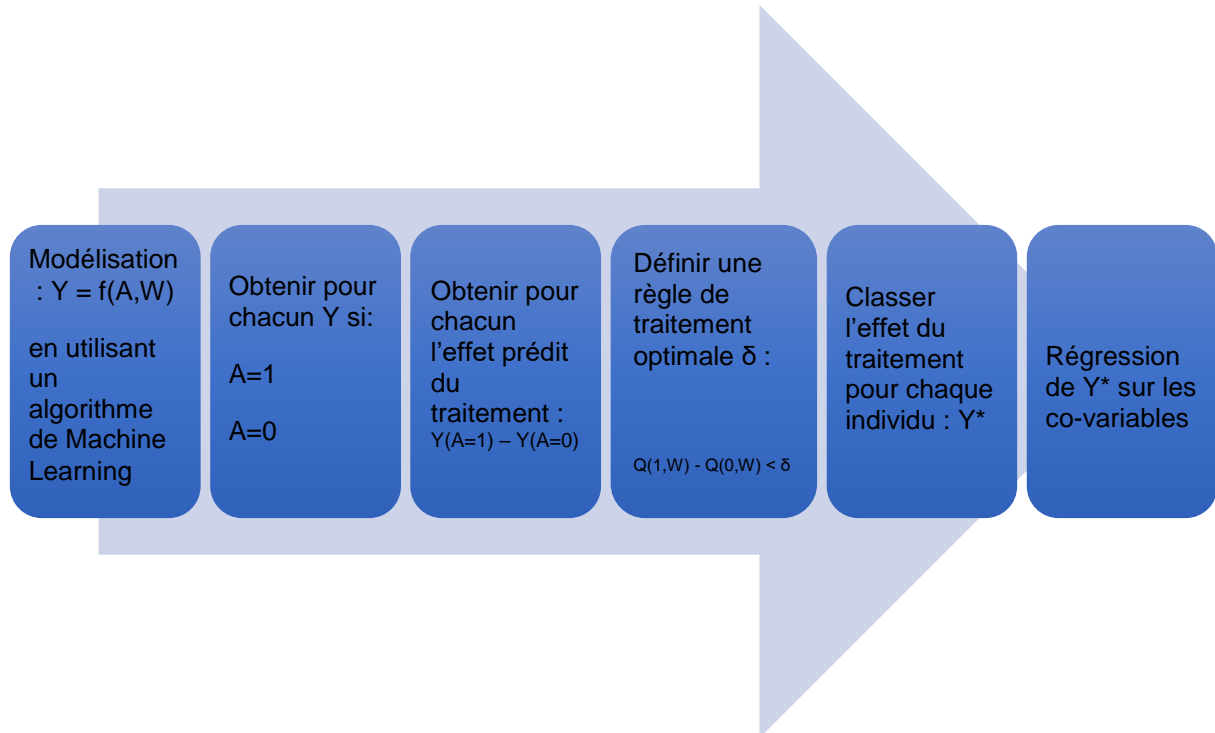 Modélisation
: Y = f(A,W)
en utilisant
un
algorithme
de Machine
Learning
Obtenir pour
chacun Y si:
A=1
A=0
Obtenir pour
chacun
l’effet prédit
du
traitement :
Y(A=1) – Y(A=0)
Définir une
règle de
traitement
optimale δ :
Q(1,W) - Q(0,W) < δ
Classer
l’effet du
traitement
pour chaque
individu : Y*
Régression
de Y* sur les
co-variables